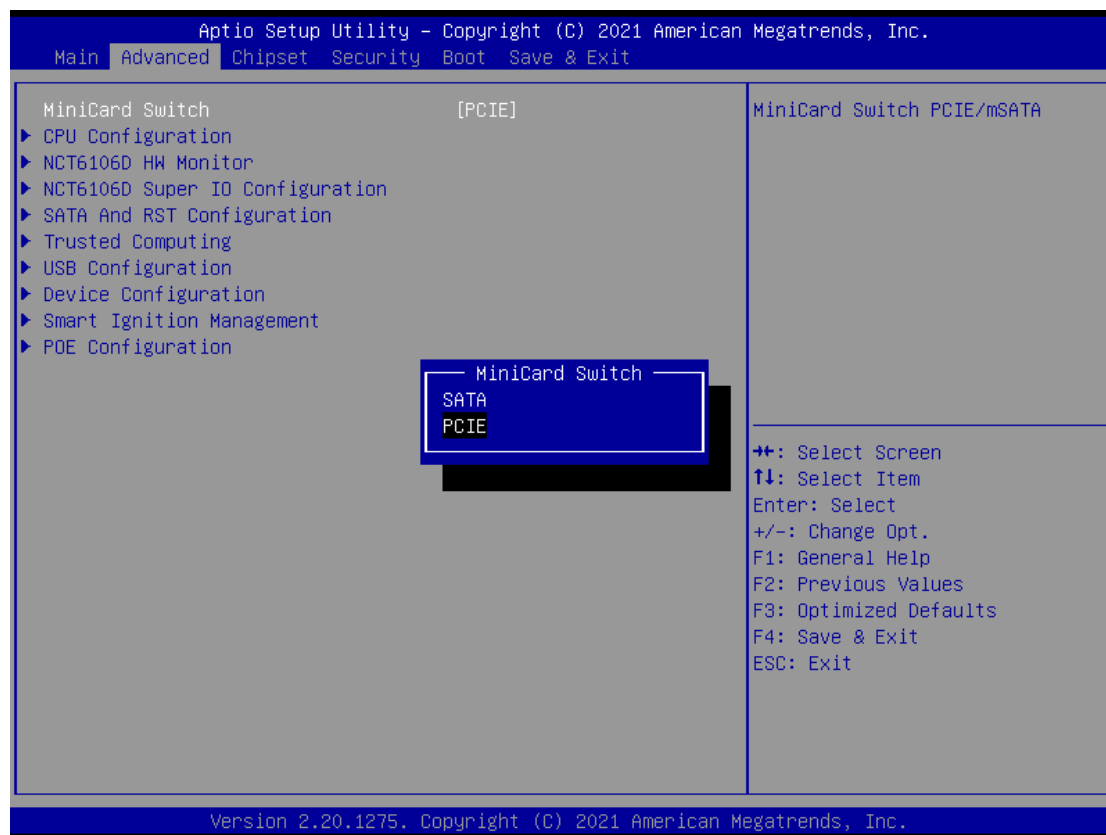 Aptio Setup Utility – Copyright (C) 2021 American Megatrends, Inc.
Main Advanced Chipset Security Boot Save & Exit
MiniCard Switch [PCIE]
CPU Configuration
NCT6106D HW Monitor
NCT6106D Super IO Configuration
SATA And RST Configuration
Trusted Computing
USB Configuration
Device Configuration
Smart Ignition Management
POE Configuration
MiniCard Switch
SATA
PCIE
MiniCard Switch PCIE/mSATA
→←: Select Screen
↑↓: Select Item
Enter: Select
+/-: Change Opt.
F1: General Help
F2: Previous Values
F3: Optimized Defaults
F4: Save & Exit
ESC: Exit
Version 2.20.1275. Copyright (C) 2021 American Megatrends, Inc.